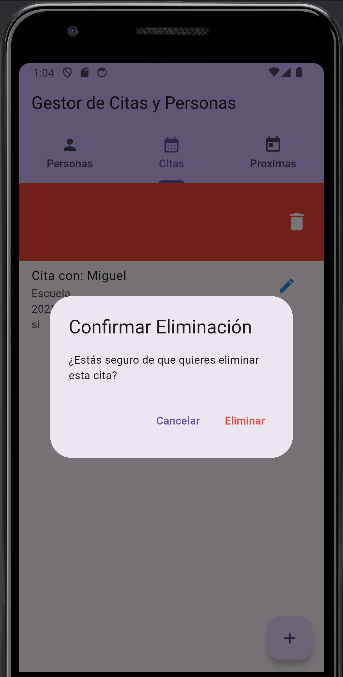 1:04
Gestor de Citas y Personas
Personas
Citas
Proximas
Cita con: Miguel
Escuela
202
si
Confirmar Eliminación
¿Estás seguro de que quieres eliminar
esta cita?
Cancelar
Eliminar